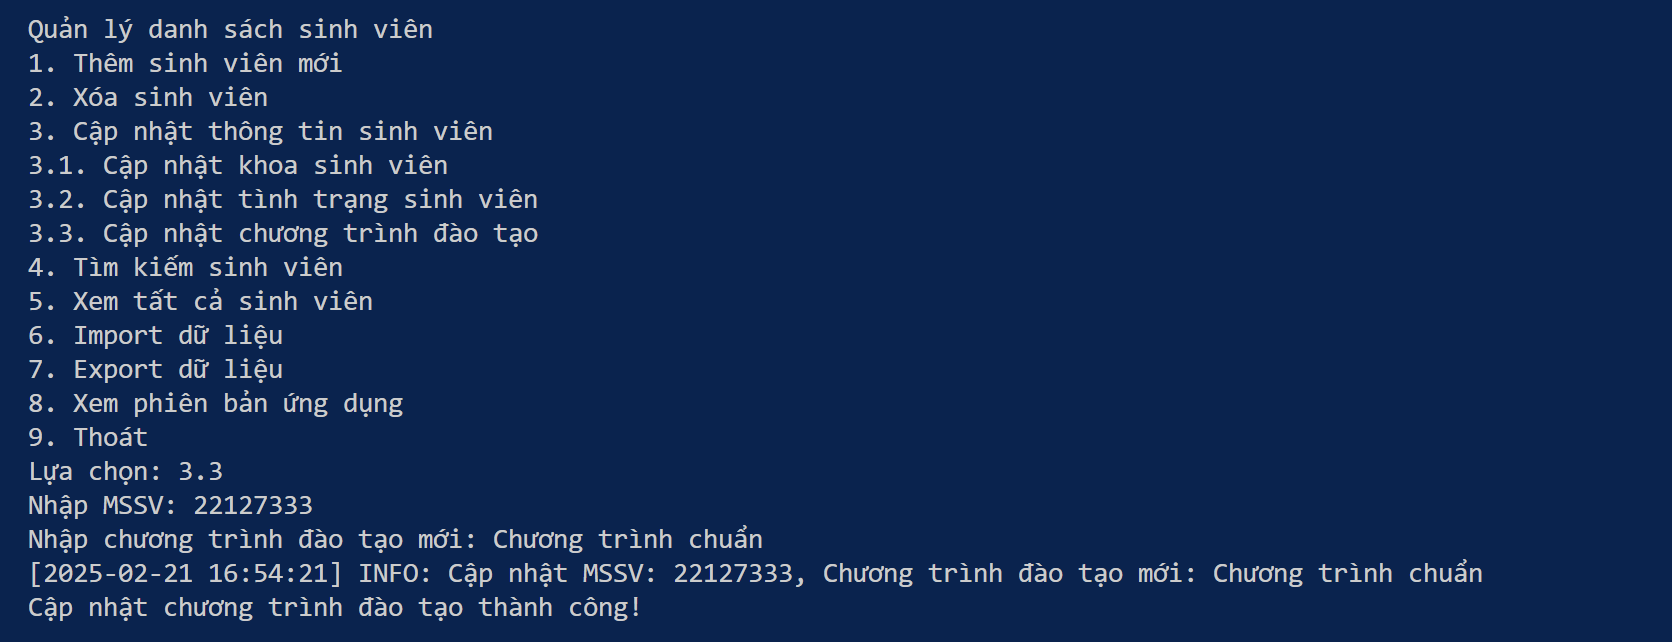 Quản lý danh sách sinh viên
1. Thêm sinh viên mới
2. Xóa sinh viên
3. Cập nhật thông tin sinh viên
3.1. Cập nhật khoa sinh viên
3.2. Cập nhật tình trạng sinh viên
3.3. Cập nhật chương trình đào tạo
4. Tìm kiếm sinh viên
5. Xem tất cả sinh viên
6. Import dữ liệu
7. Export dữ liệu
8. Xem phiên bản ứng dụng
9. Thoát
Lựa chọn: 3.3
Nhập MSSV: 22127333
Nhập chương trình đào tạo mới: Chương trình chuẩn
[2025-02-21 16:54:21] INFO: Cập nhật MSSV: 22127333, Chương trình đào tạo mới: Chương trình chuẩn
Cập nhật chương trình đào tạo thành công!